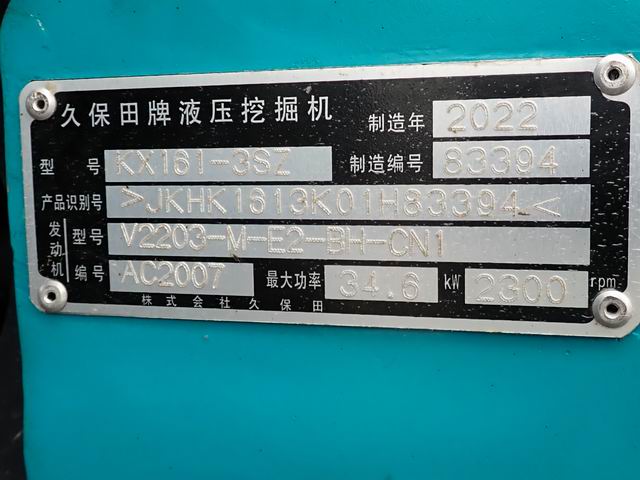 久保田牌液压挖掘机 制造年 2022
型号 KX161-3SZ 制造编号 83394
产品识别号 >JKHK1613K01H83394<
发动机 型号 V2203-M-E2-BH-CN1
编号 AC2007 最大功率 34.6 kW 2300 rpm
株式会社久保田